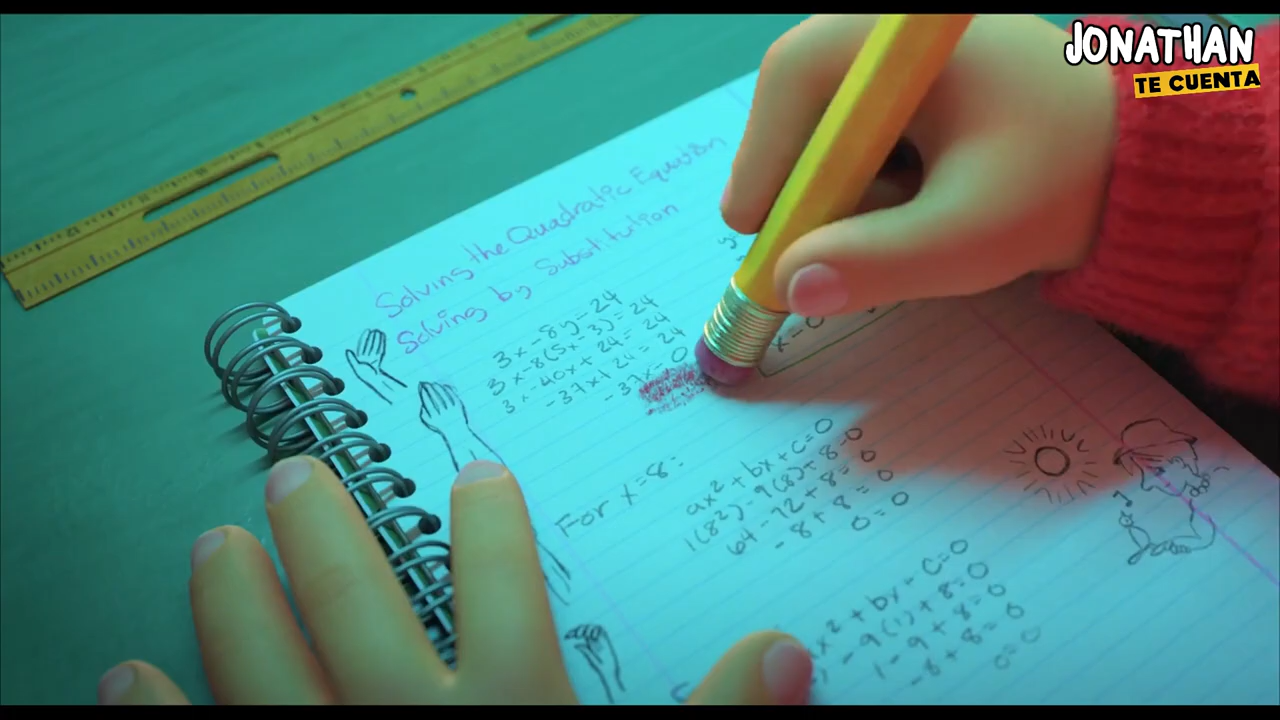 JONATHAN
TE CUENTA
Solving the Quadratic Equation
Solving by Substitution
3x - 8y - 24
3x - 8(5x - 3) = 24
3x - 40x + 24 = 24
-37x + 24 = 24
-37x = 0
For x = 8:
ax² + bx + c = 0
1(8²) - 9(8) + 8 = 0
64 - 72 + 8 = 0
-8 + 8 = 0
0 = 0
ax² + bx + c = 0
- 9(1) + 8 = 0
1 - 9 + 8 = 0
-8 + 8 = 0
0 = 0